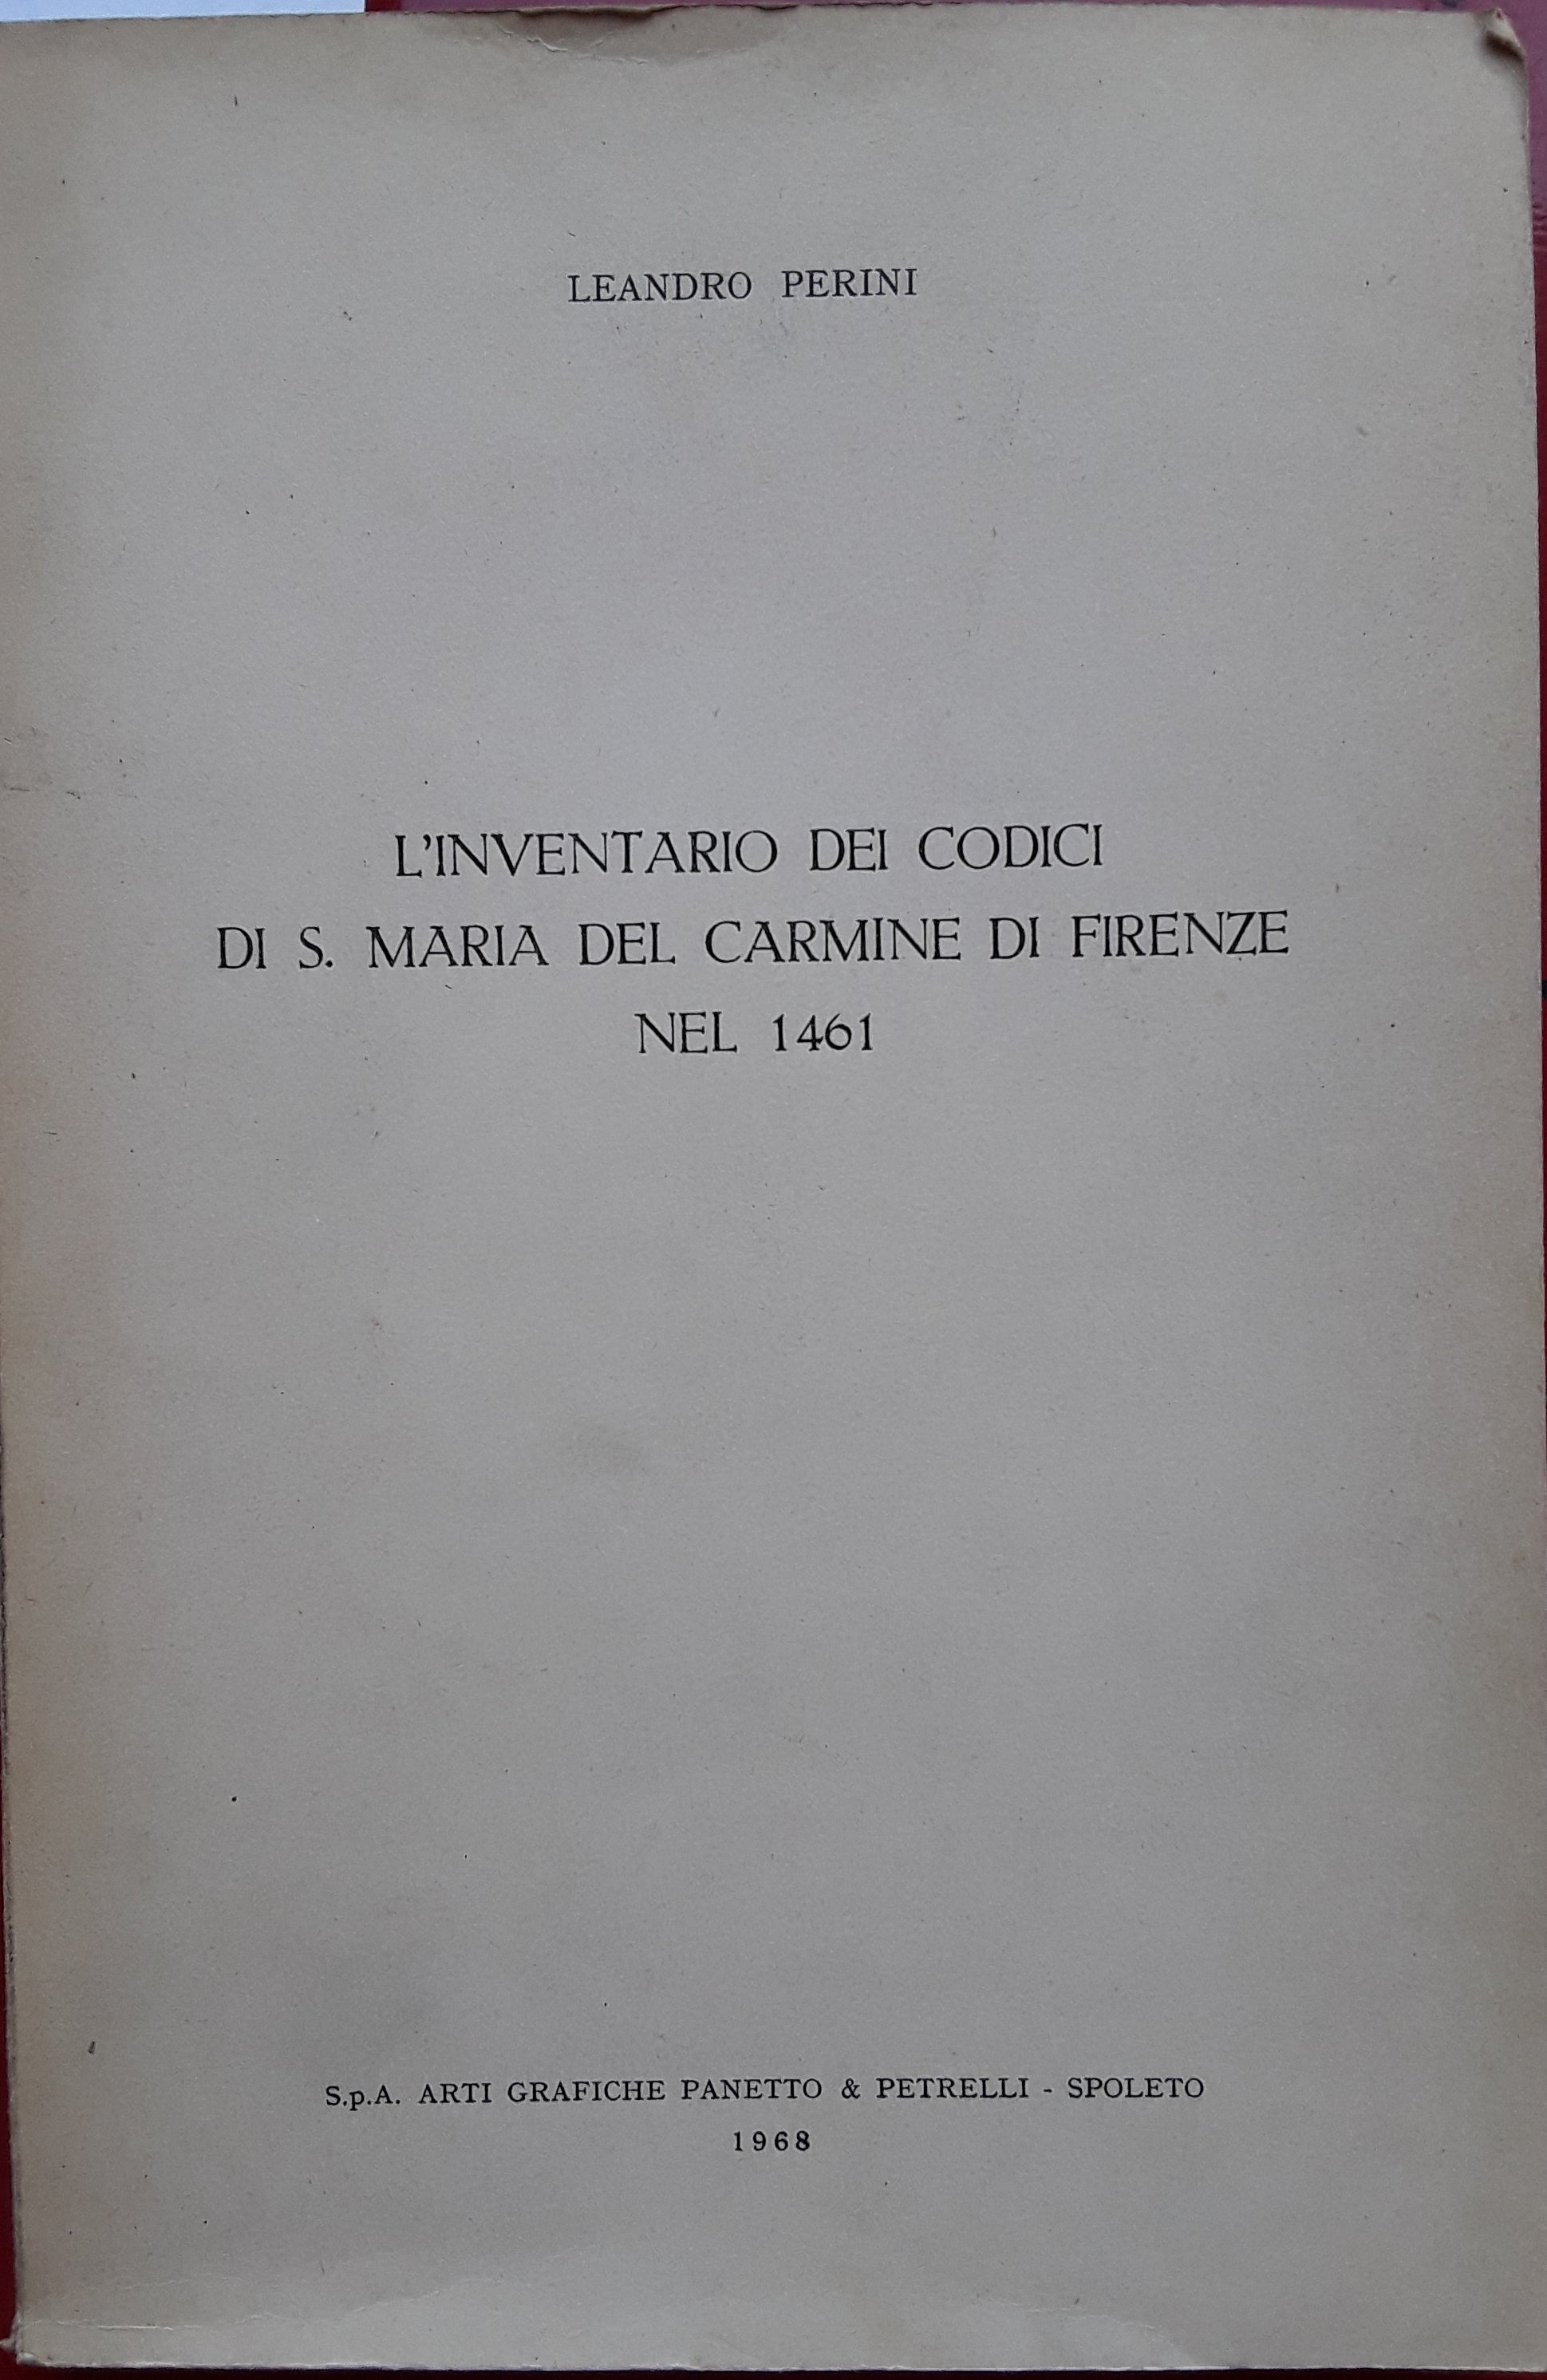 LEANDRO PERINI
L'INVENTARIO DEI CODICI
DI S. MARIA DEL CARMINE DI FIRENZE
NEL 1461
S.p.A. ARTI GRAFICHE PANETTO & PETRELLI - SPOLETO
1968